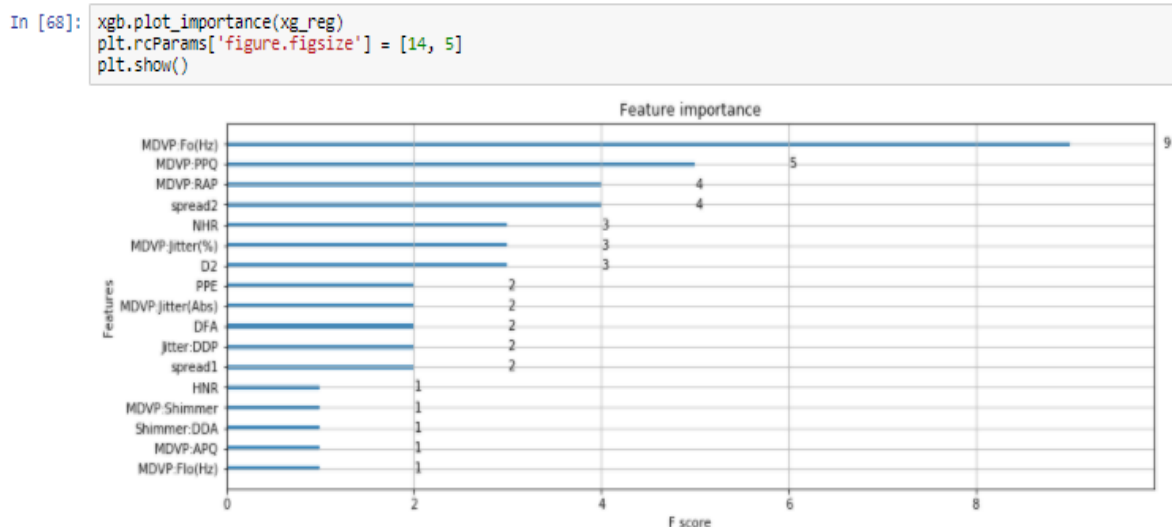 In [68]: xgb.plot_importance(xg_reg)
plt.rcParams['figure.figsize'] = [14, 5]
plt.show()
Feature importance
MDVP:Fo(Hz) 9
MDVP:PPQ 5
MDVP:RAP 4
spread2 4
NHR 3
MDVP:Jitter(%) 3
D2 3
PPE 2
MDVP:Jitter(Abs) 2
DFA 2
Jitter:DDP 2
spread1 2
HNR 1
MDVP:Shimmer 1
Shimmer:DDA 1
MDVP:APQ 1
MDVP:Flo(Hz) 1
Features
0 2 4 6 8
F score